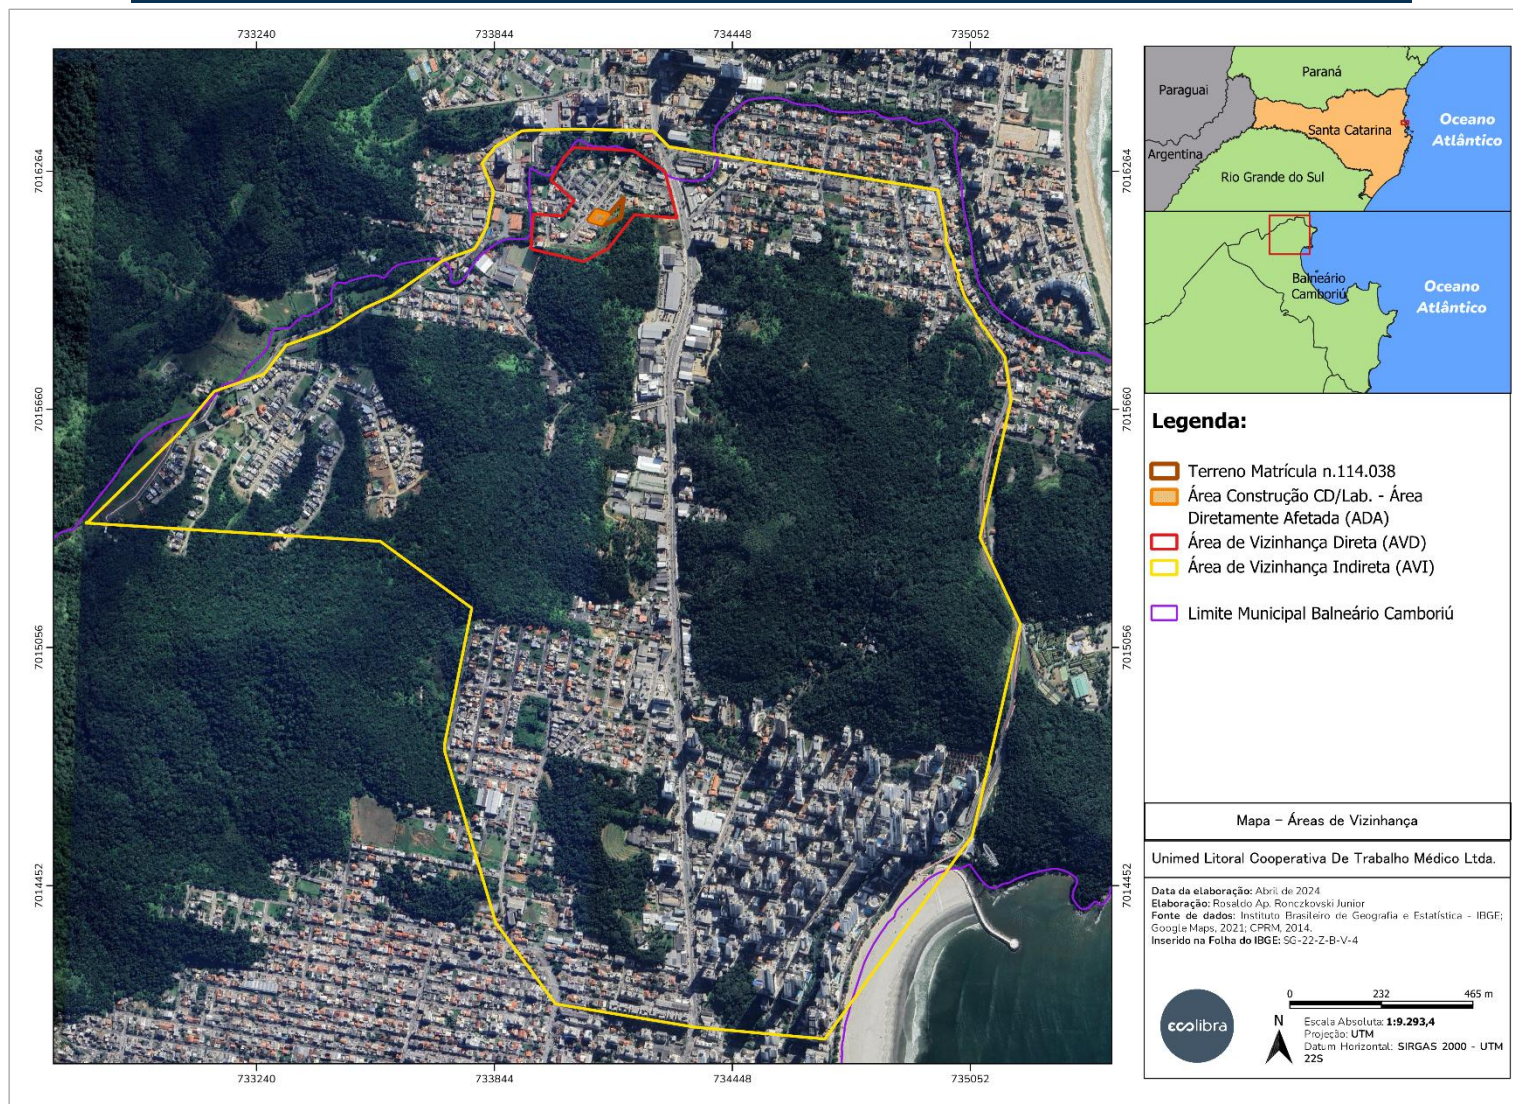 733240
733844
734448
735052
7016264
7015660
7015056
7014452
7016264
7015660
7015056
7014452
733240
733844
734448
735052
Paraguai
Paraná
Santa Catarina
Oceano
Atlântico
Argentina
Rio Grande do Sul
Balneário
Camboriú
Oceano
Atlântico
Legenda:
Terreno Matrícula n.114.038
Área Construção CD/Lab. - Área
Diretamente Afetada (ADA)
Área de Vizinhança Direta (AVD)
Área de Vizinhança Indireta (AVI)
Limite Municipal Balneário Camboriú
Mapa - Áreas de Vizinhança
Unimed Litoral Cooperativa De Trabalho Médico Ltda.
Data da elaboração: Abril de 2024
Elaboração: Rosaldo Ap. Ronczkovski Junior
Fonte de dados: Instituto Brasileiro de Geografia e Estatística - IBGE;
Google Maps, 2021; CPRM, 2014.
Inserido na Folha do IBGE: SG-22-Z-B-V-4
ecolibra
N
0 232 465 m
Escala Absoluta: 1:9.293,4
Projeção: UTM
Datum Horizontal: SIRGAS 2000 - UTM
22S